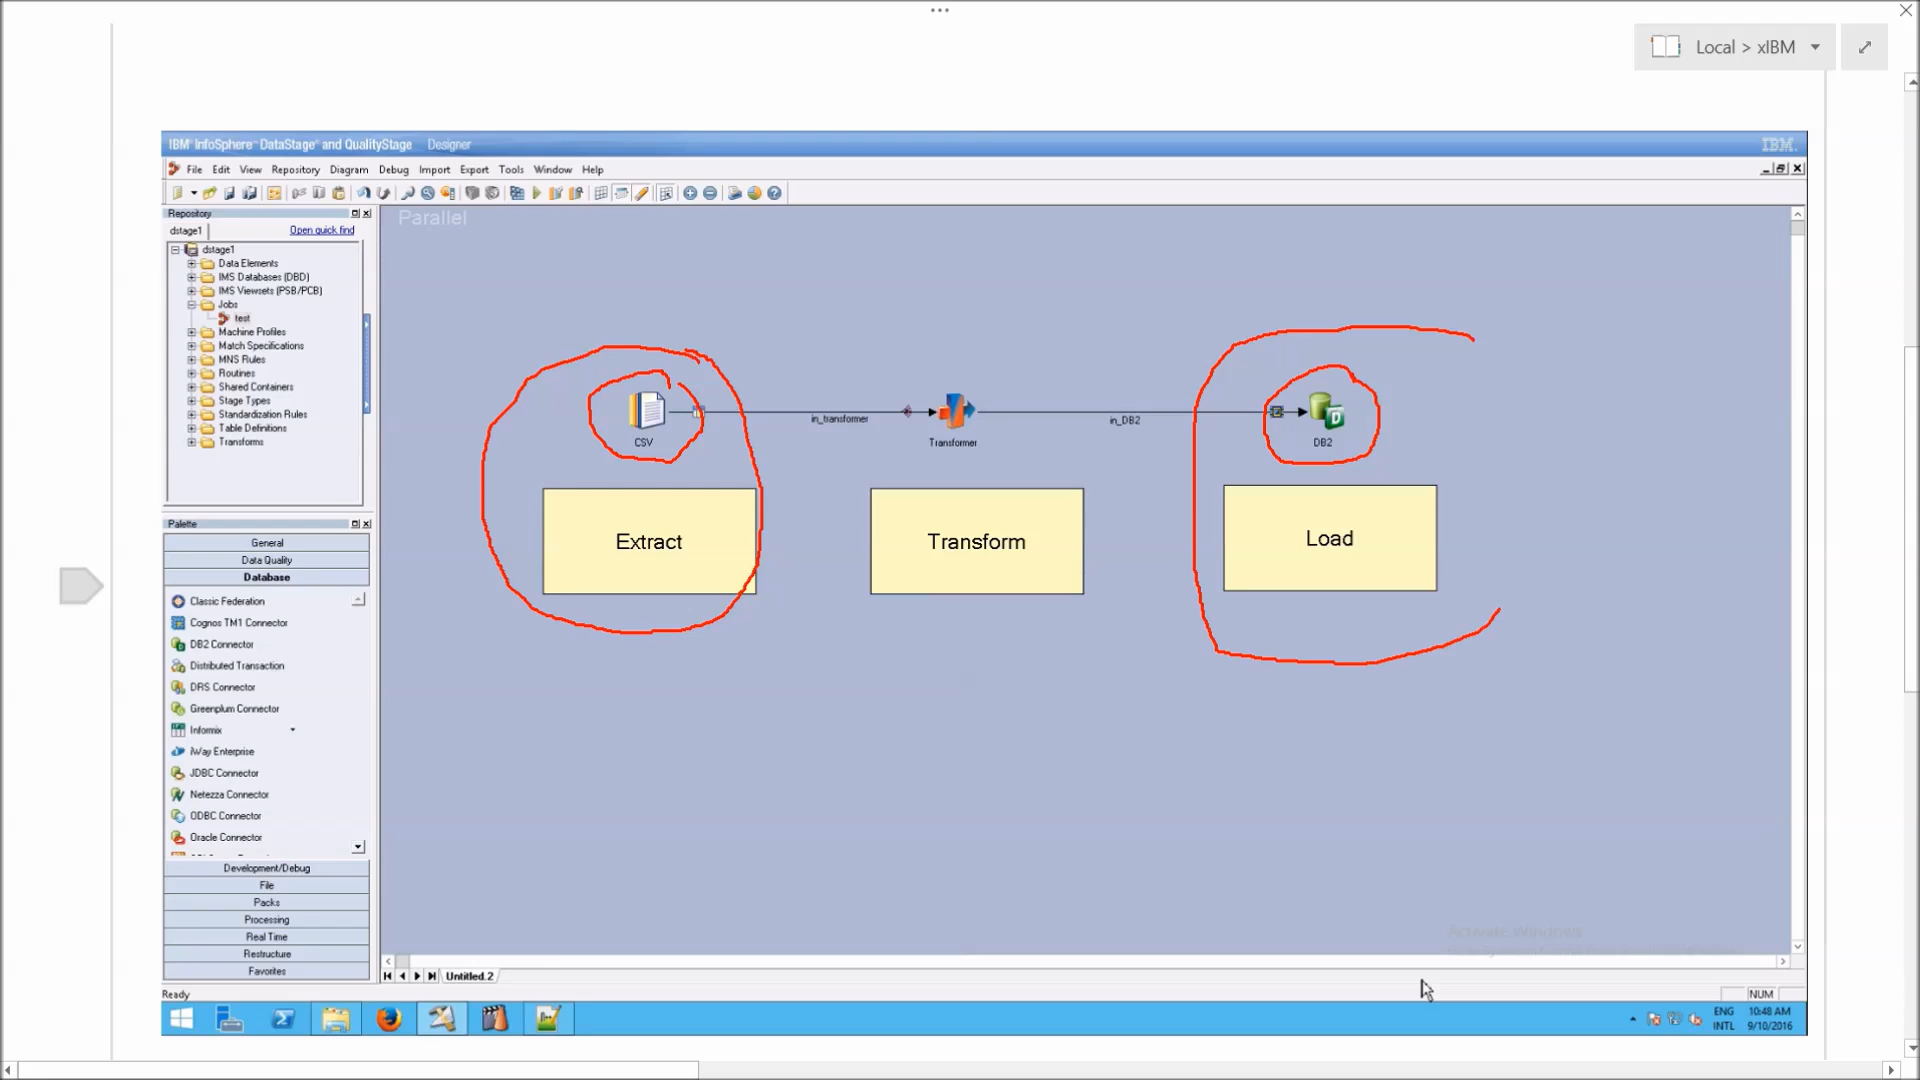 Local > xIBM
IBM InfoSphere DataStage and QualityStage Designer
IBM.
File Edit View Repository Diagram Debug Import Export Tools Window Help
Repository
dstage1
Open quick find
dstage1
Data Elements
IMS Databases (DBD)
IMS Viewsets (PSB/PCB)
Jobs
test
Machine Profiles
Match Specifications
MNS Rules
Routines
Shared Containers
Stage Types
Standardization Rules
Table Definitions
Transforms
Palette
General
Data Quality
Database
Classic Federation
Cognos TM1 Connector
DB2 Connector
Distributed Transaction
DRS Connector
Greenplum Connector
Informix
iWay Enterprise
JDBC Connector
Netezza Connector
ODBC Connector
Oracle Connector
Development/Debug
File
Packs
Processing
Real Time
Restructure
Favorites
Parallel
CSV
in_transformer
Transformer
in_DB2
DB2
Extract
Transform
Load
Activate Windows
Untitled.2
Ready
NUM
ENG
INTL
10:48 AM
9/10/2016